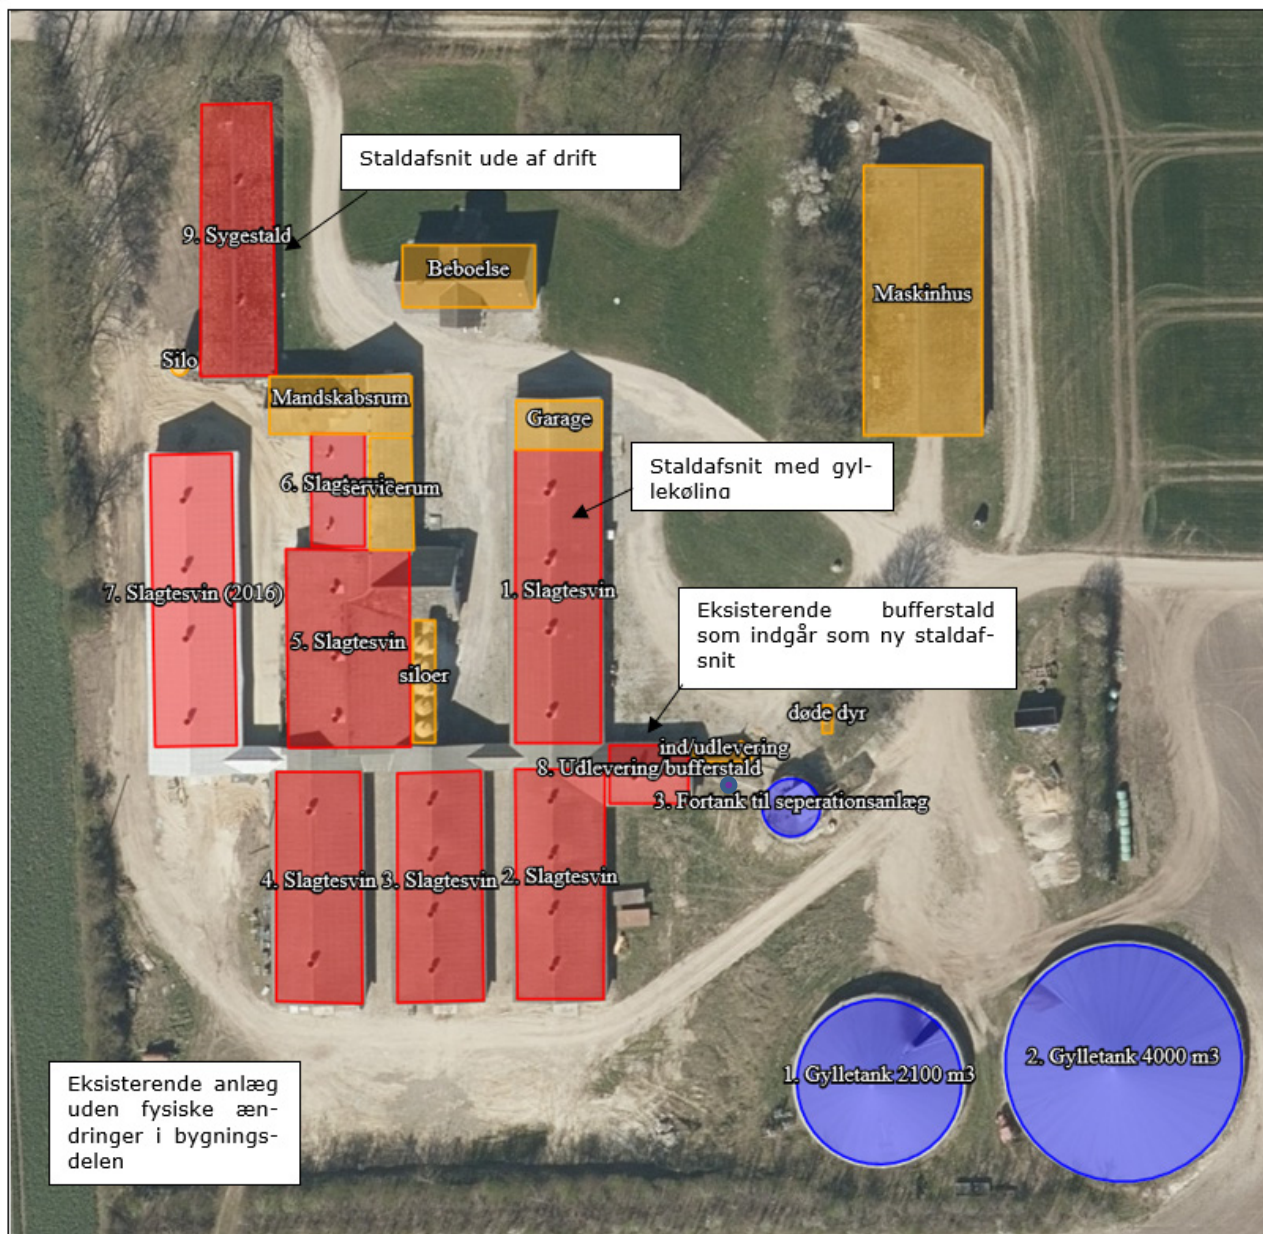 Staldafsnit ude af drift
9. Sygestald
Beboelse
Maskinhus
Silo
Mandskabsrum
Garage
Staldafsnit med gyl-
lekøling
6. Slagtesvin
servicerum
7. Slagtesvin (2016)
1. Slagtesvin
Eksisterende bufferstald
som indgår som ny staldaf-
snit
5. Slagtesvin
siloer
døde dyr
ind/udlevering
8. Udlevering/bufferstald
3. Fortank til seperationsanlæg
4. Slagtesvin
3. Slagtesvin
2. Slagtesvin
1. Gylletank 2100 m3
2. Gylletank 4000 m3
Eksisterende anlæg
uden fysiske æn-
dringer i bygnings-
delen